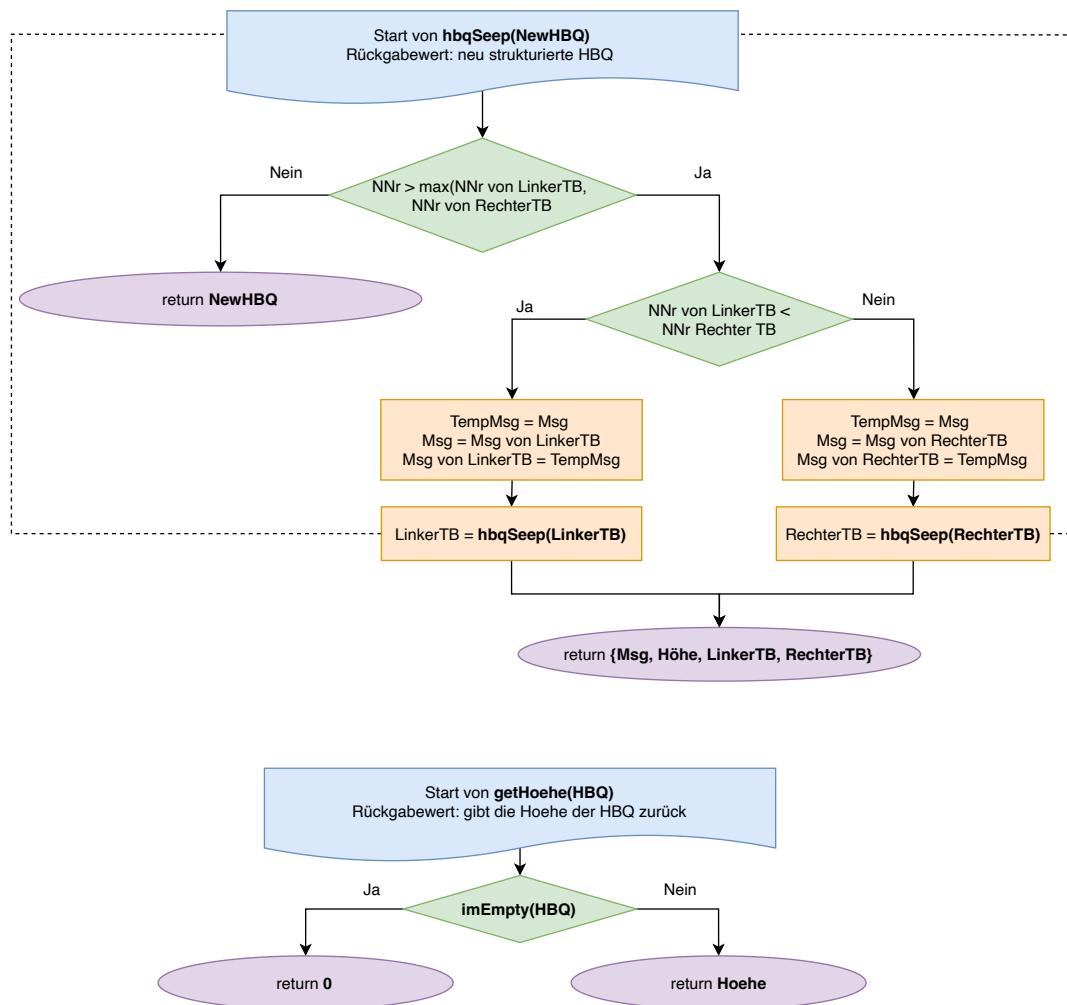 Start von hbqSeep(NewHBQ)
Rückgabewert: neu strukturierte HBQ
Nein
Ja
NNr > max(NNr von LinkerTB,
NNr von RechterTB
return NewHBQ
Ja
Nein
NNr von LinkerTB <
NNr Rechter TB
TempMsg = Msg
Msg = Msg von LinkerTB
Msg von LinkerTB = TempMsg
TempMsg = Msg
Msg = Msg von RechterTB
Msg von RechterTB = TempMsg
LinkerTB = hbqSeep(LinkerTB)
RechterTB = hbqSeep(RechterTB)
return {Msg, Höhe, LinkerTB, RechterTB}
Start von getHoehe(HBQ)
Rückgabewert: gibt die Hoehe der HBQ zurück
Ja
Nein
imEmpty(HBQ)
return 0
return Hoehe